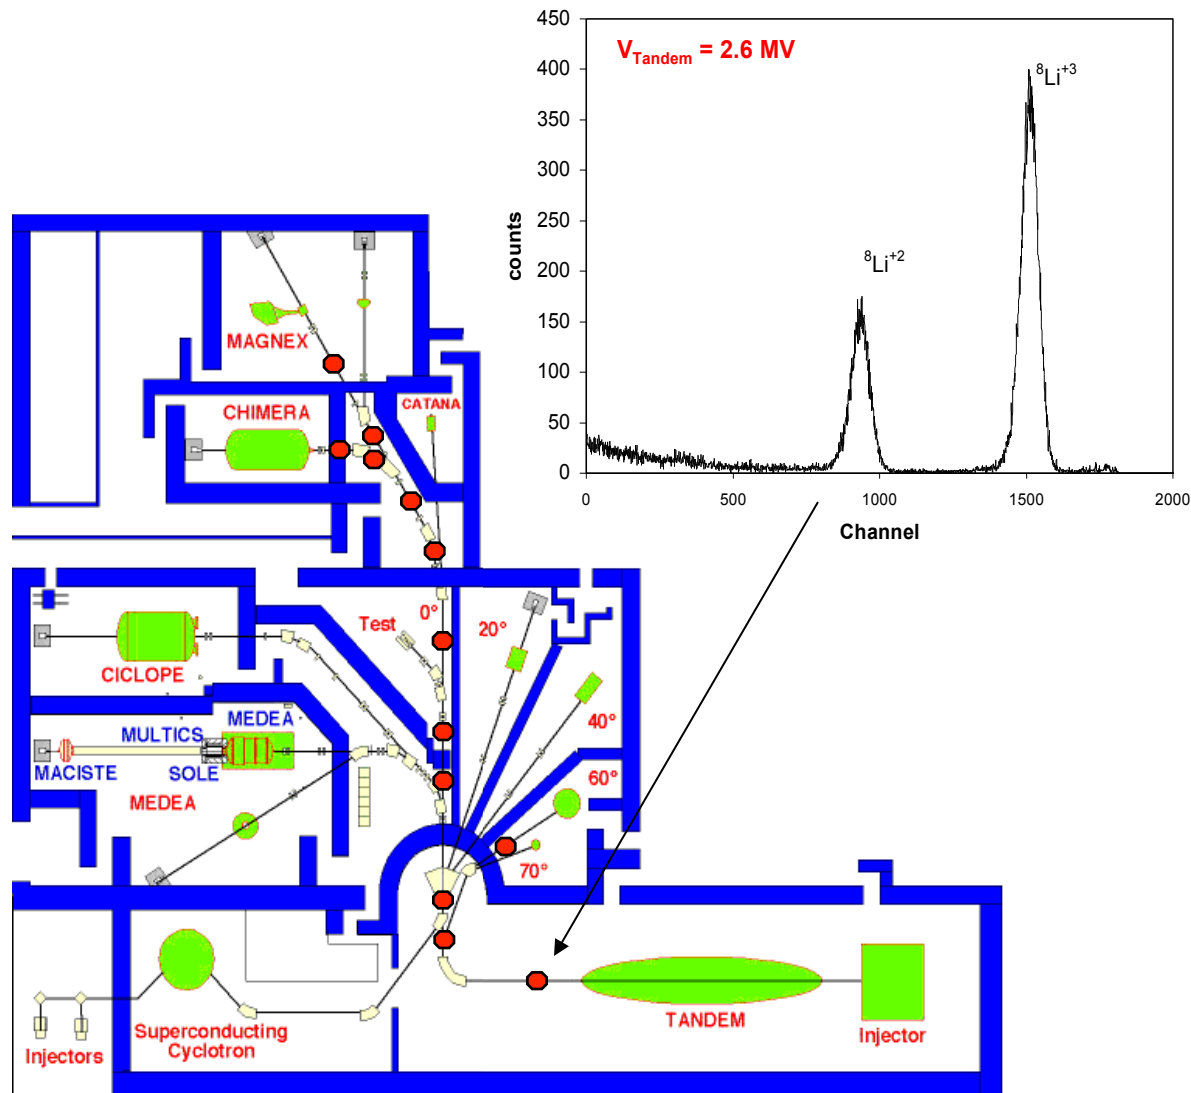 450
V_Tandem = 2.6 MV
400
8Li+3
350
300
250
8Li+2
200
150
100
50
0
counts
0 500 1000 1500 2000
Channel
MAGNEX
CATANA
CHIMERA
0°
Test
20°
CICLOPE
40°
MEDEA
MULTICS
60°
MACISTE
SOLE
MEDEA
70°
TANDEM
Superconducting
Cyclotron
Injector
Injectors